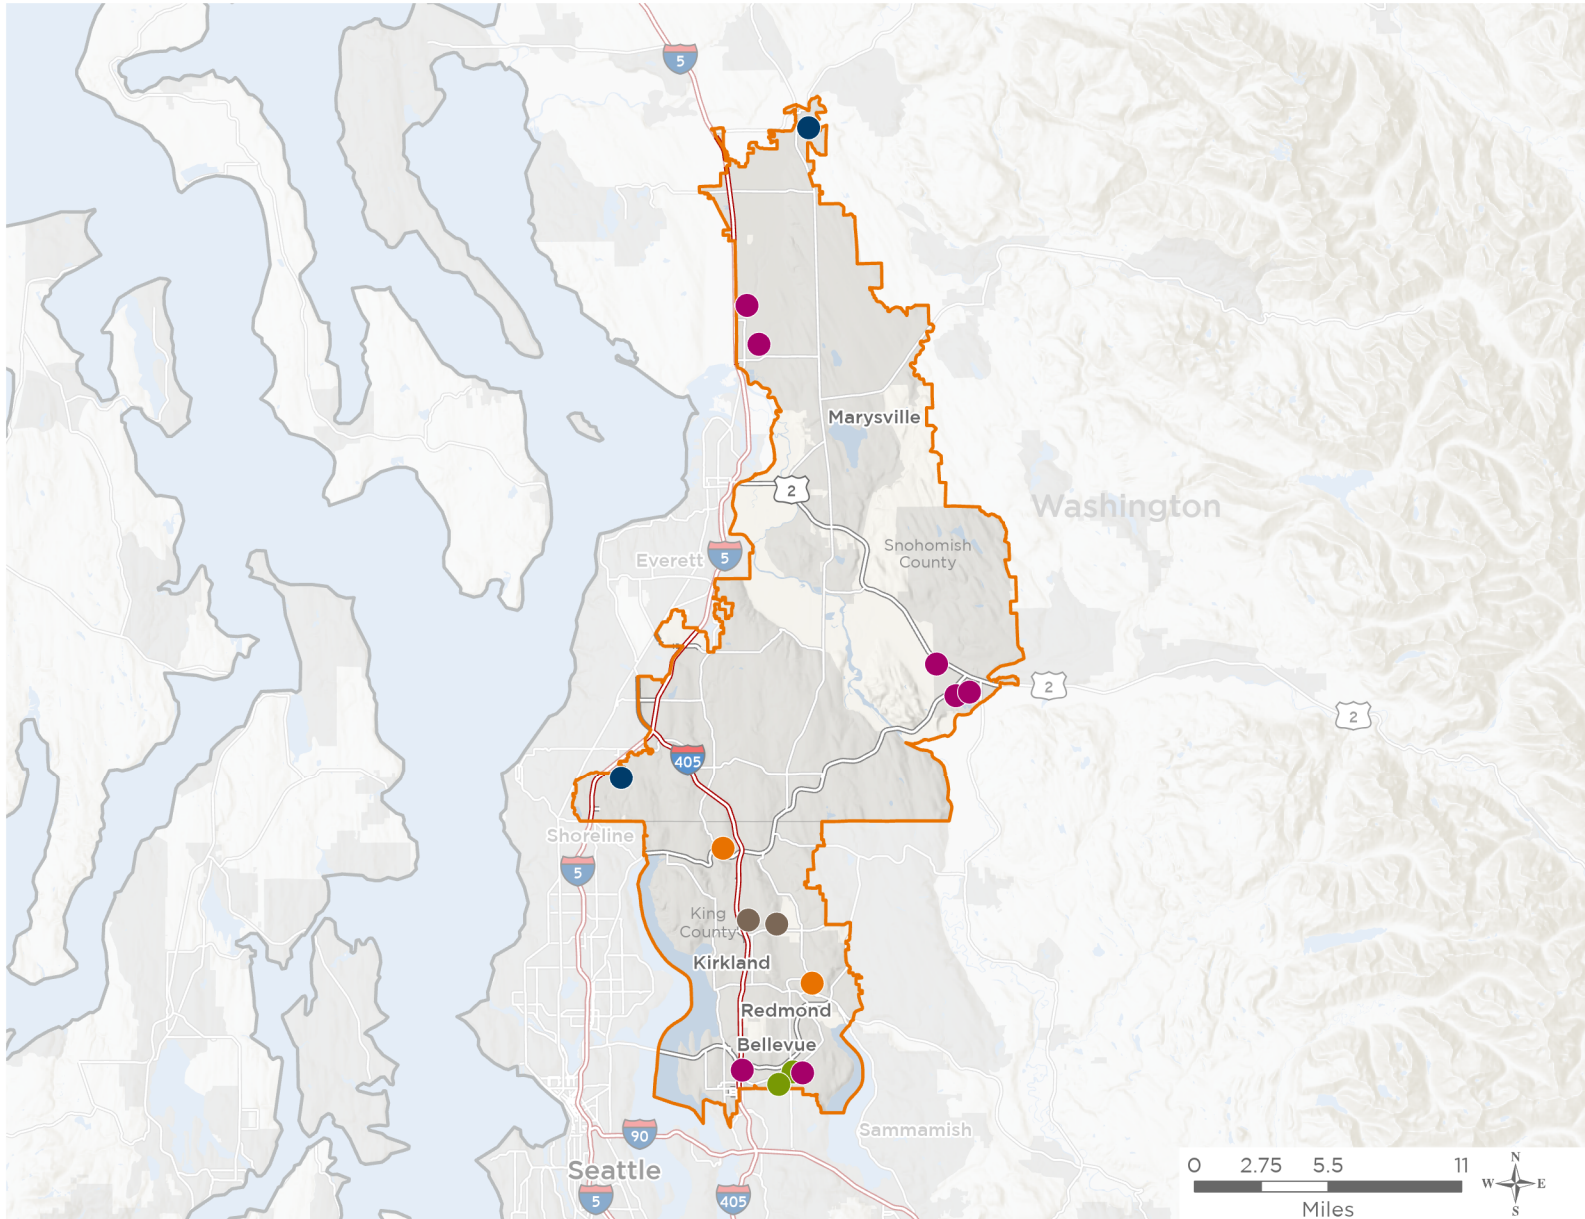 5
Marysville
2
Washington
Snohomish
County
Everett
5
2
2
405
Shoreline
5
King
County
Kirkland
Redmond
Bellevue
Sammamish
90
Seattle
5
405
0 2.75 5.5 11
Miles
N
W E
S